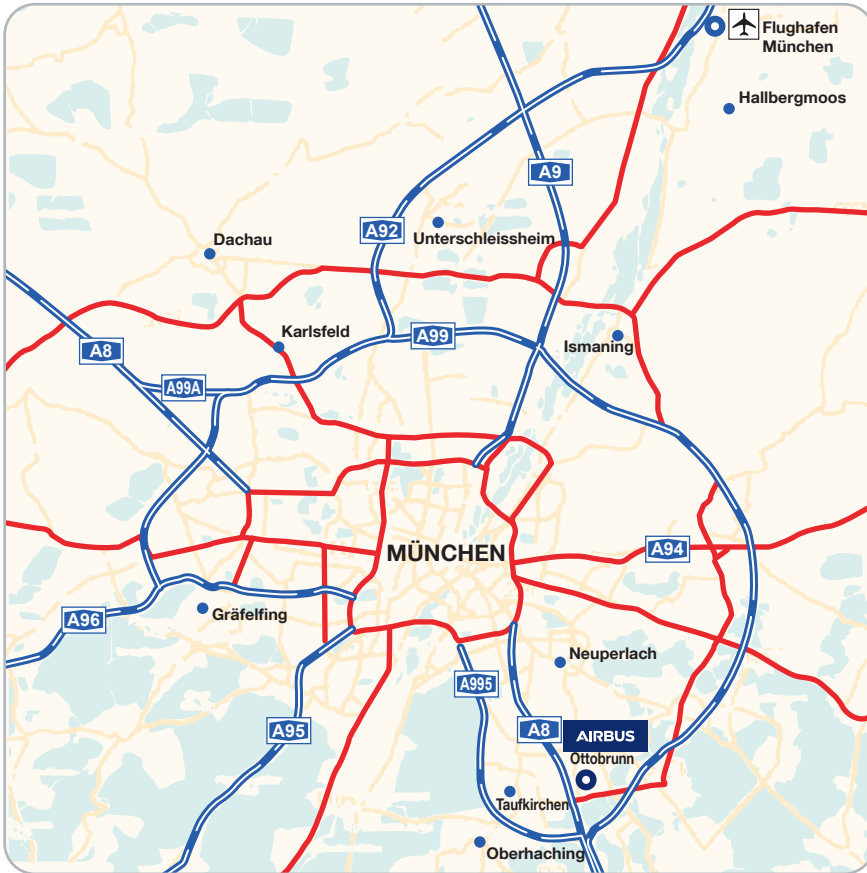 Flughafen
München
Hallbergmoos
A9
A92
Unterschleissheim
Dachau
Karlsfeld
A99
Ismaning
A8
A99A
MÜNCHEN
A94
A96
Gräfelfing
Neuperlach
A995
A95
A8
AIRBUS
Ottobrunn
Taufkirchen
Oberhaching